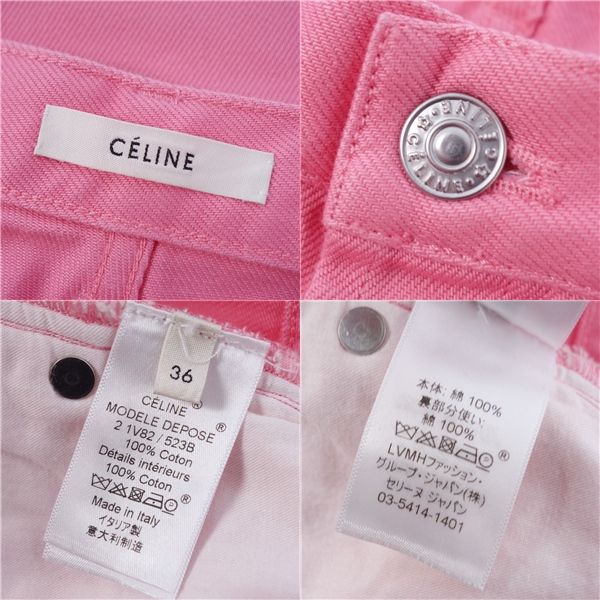 CÉLINE
CELINE ☆ CELINE ☆
36
CÉLINE ®
MODELE DEPOSE ®
2 1V82 / 523B
100% Coton
Détails intérieurs
100% Coton
®
Made in Italy
イタリア製
意大利制造
本体: 綿 100%
裏部分使い:
綿 100%
®
LVMHファッション・
グループ・ジャパン(株)
セリーヌ ジャパン
03-5414-1401